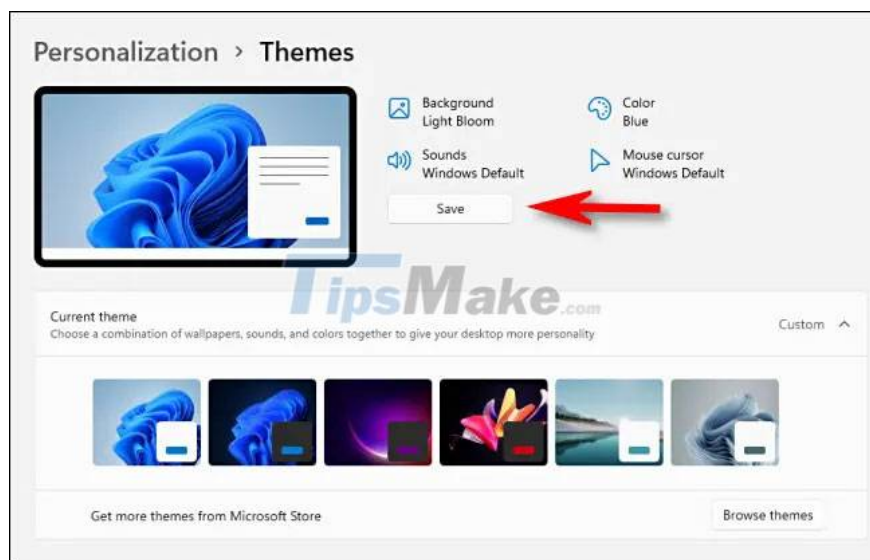 Personalization > Themes
Background
Light Bloom
Color
Blue
Sounds
Windows Default
Mouse cursor
Windows Default
Save
TipsMake.com
Current theme
Choose a combination of wallpapers, sounds, and colors together to give your desktop more personality
Custom
Get more themes from Microsoft Store
Browse themes